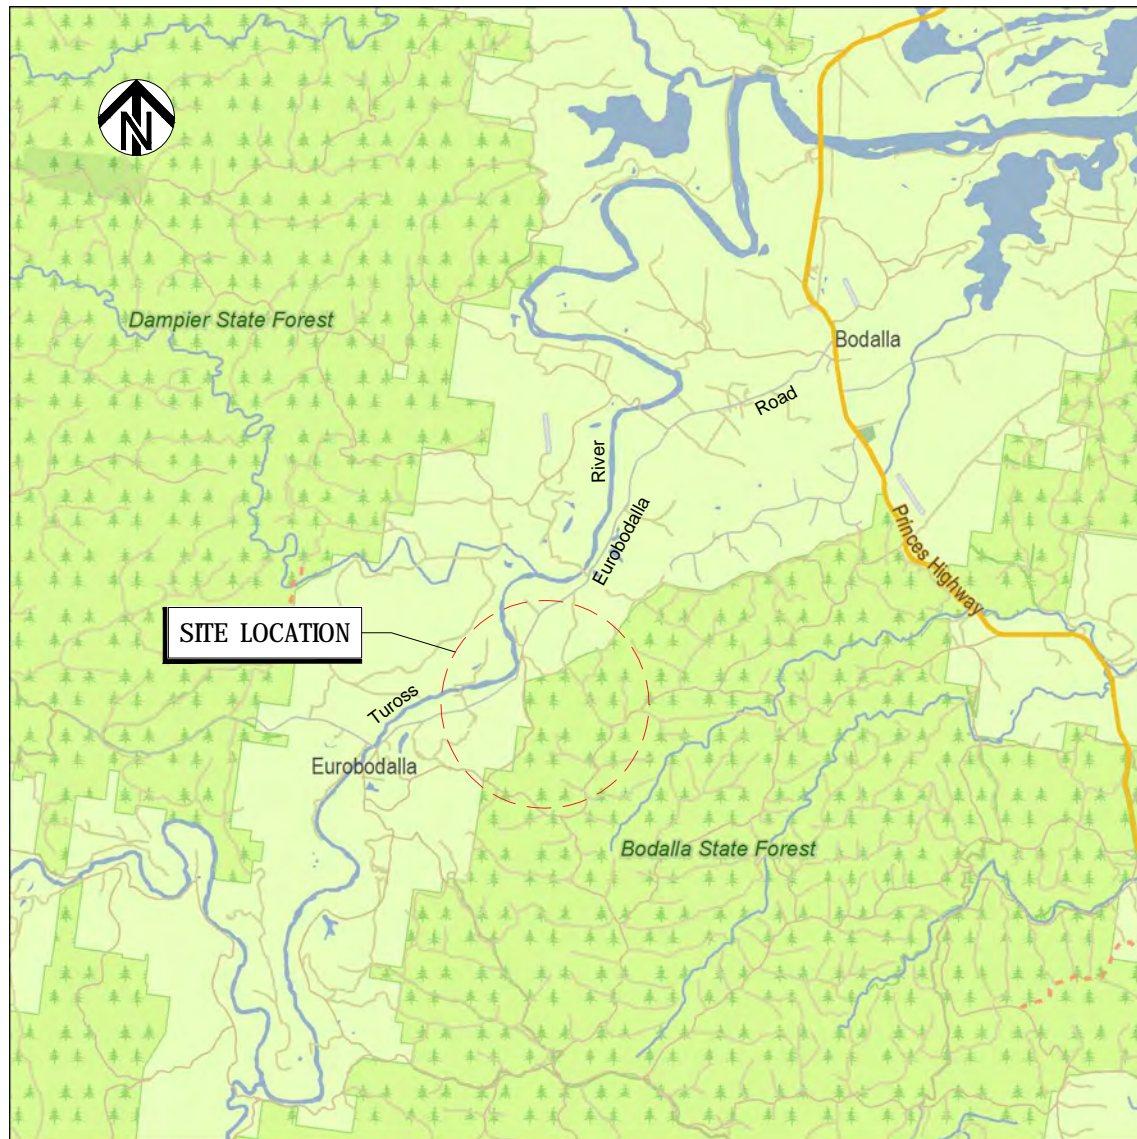 N
Dampier State Forest
Bodalla
Road
River
Eurobodalla
Princes Highway
SITE LOCATION
Tuross
Eurobodalla
Bodalla State Forest